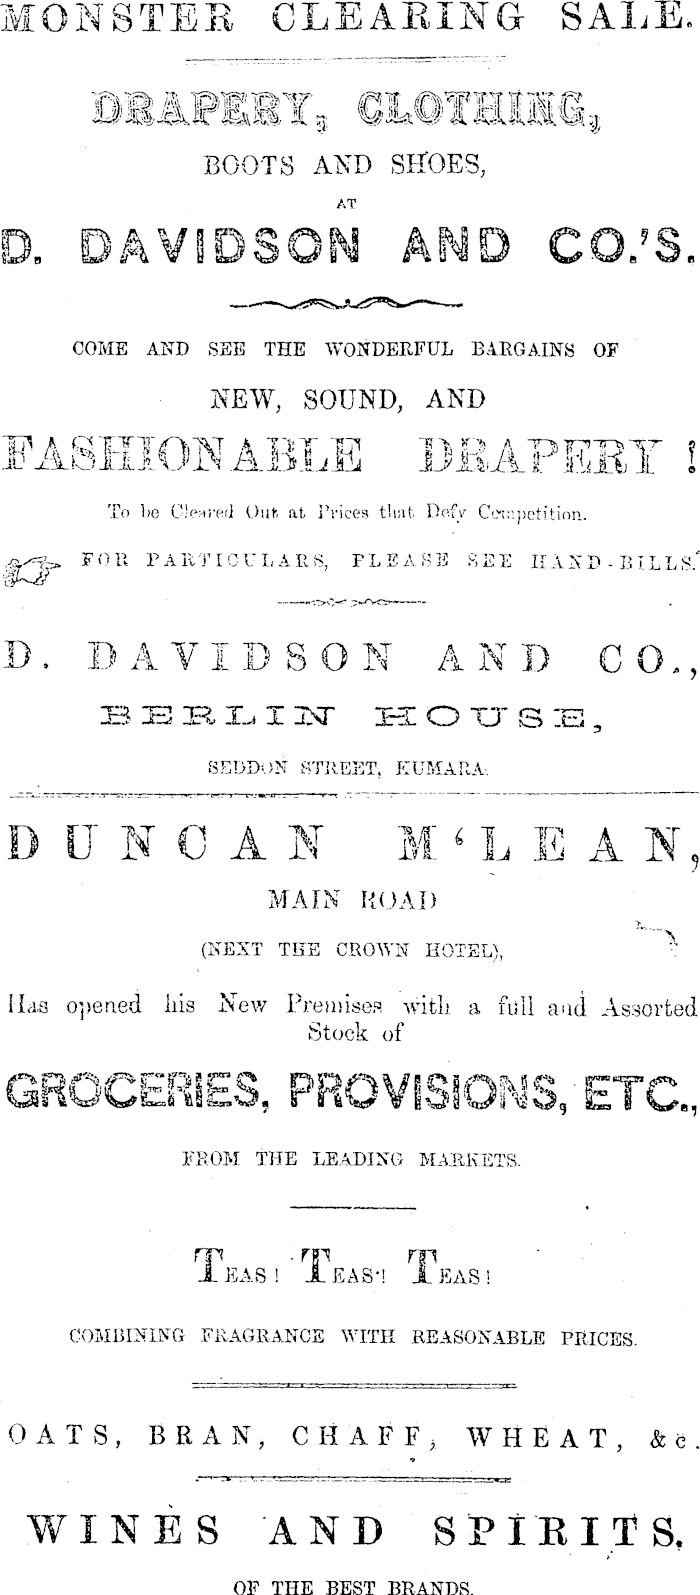 MONSTER CLEARING SALE.
DRAPERY, CLOTHING,
BOOTS AND SHOES,
AT
D. DAVIDSON AND CO.'S.
COME AND SEE THE WONDERFUL BARGAINS OF
NEW, SOUND, AND
FASHIONABLE DRAPERY!
To be Cleared Out at Prices that Defy Competition.
FOR PARTICULARS, PLEASE SEE HAND-BILLS.
D. DAVIDSON AND CO.,
BERLIN HOUSE,
SEDDON STREET, KUMARA.
DUNCAN M‘LEAN,
MAIN ROAD
(NEXT THE CROWN HOTEL),
Has opened his New Premises with a full and Assorted
Stock of
GROCERIES, PROVISIONS, ETC.,
FROM THE LEADING MARKETS.
TEAS! TEAS! TEAS!
COMBINING FRAGRANCE WITH REASONABLE PRICES.
OATS, BRAN, CHAFF, WHEAT, &c.
WINES AND SPIRITS.
OF THE BEST BRANDS.